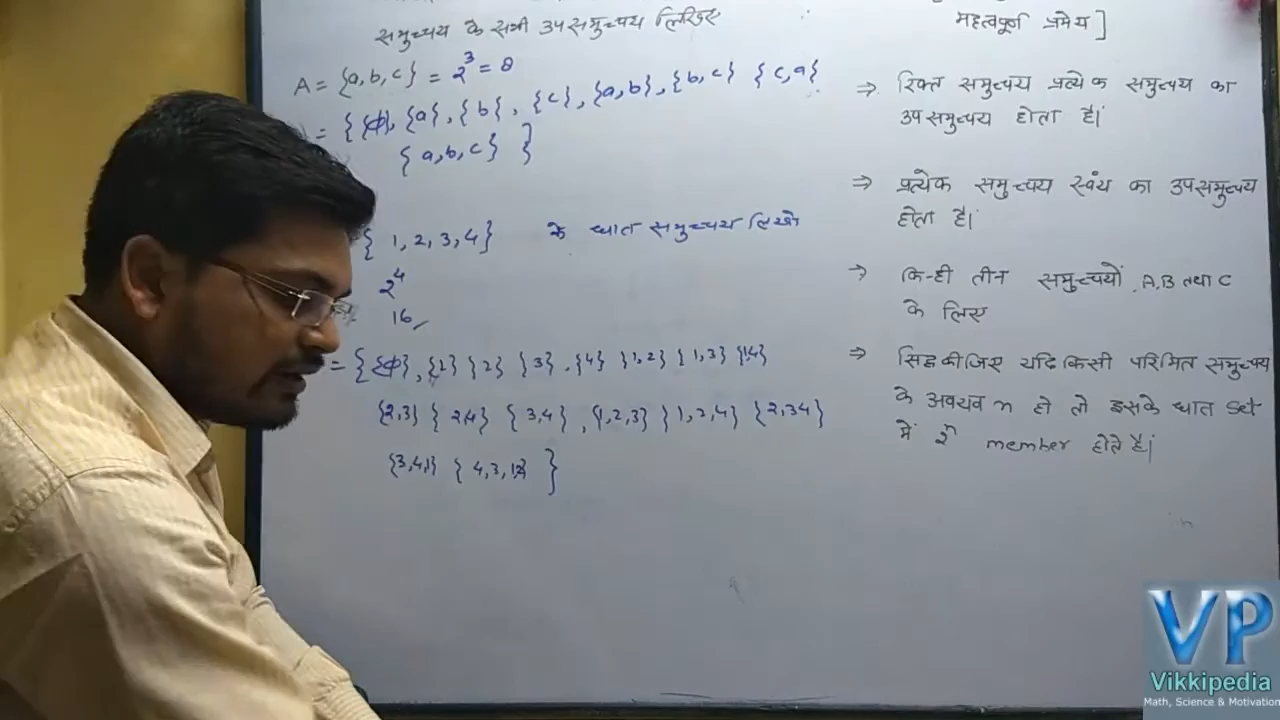 समुच्चय के सभी उपसमुच्चय लिखिए
A = {a,b,c} = 2³ = 8
= { {ϕ}, {a}, {b}, {c}, {a,b}, {b,c} {c,a}
{a,b,c} }
{ 1,2,3,4} के घात समुच्चय लिखो
2⁴
16
= { {ϕ}, {1} {2} {3}, {4} {1,2} {1,3} {1,4}
{2,3} { 2,4} { 3,4} , {1,2,3} {1,2,4} {2,3,4}
{3,4,1} { 4,3,1,2} }
महत्वपूर्ण प्रमेय ]
⇒ रिक्त समुच्चय प्रत्येक समुच्चय का
उपसमुच्चय होता है।
⇒ प्रत्येक समुच्चय स्वंय का उपसमुच्चय
होता है।
⇒ किन्ही तीन समुच्चयों A,B तथा C
के लिए
⇒ सिद्ध कीजिए यदि किसी परिमित समुच्चय
के अवयव n हो तो इसके घात Set
में 2ⁿ member होते है।
VP
Vikkipedia
Math, Science & Motivation